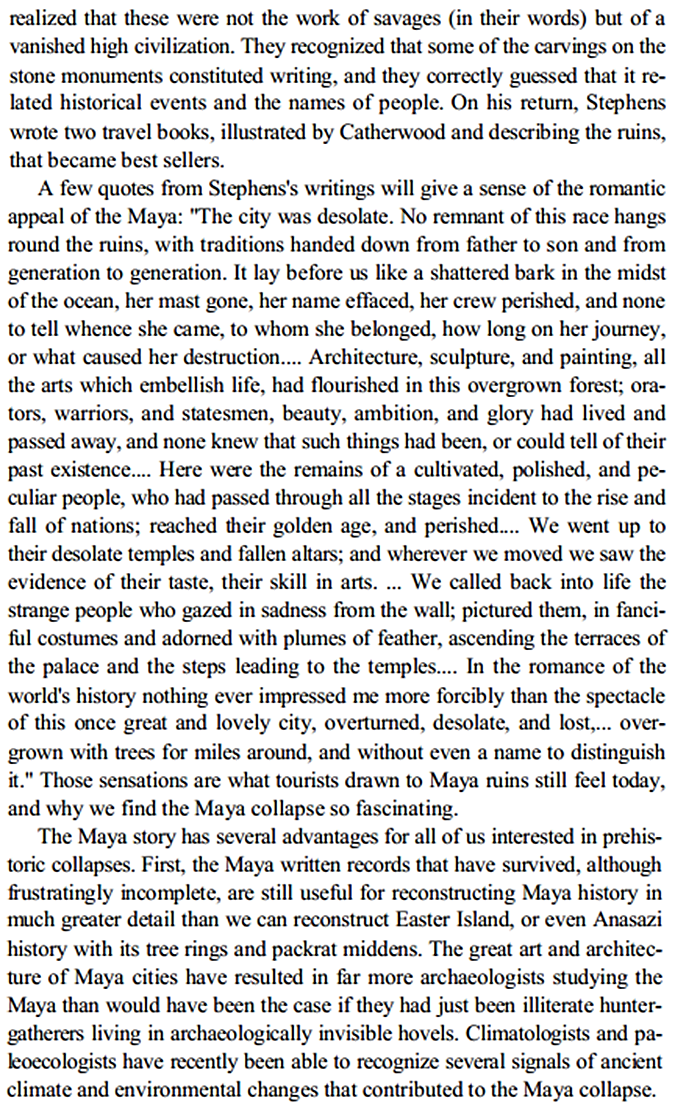 realized that these were not the work of savages (in their words) but of a
vanished high civilization. They recognized that some of the carvings on the
stone monuments constituted writing, and they correctly guessed that it re-
lated historical events and the names of people. On his return, Stephens
wrote two travel books, illustrated by Catherwood and describing the ruins,
that became best sellers.
A few quotes from Stephens's writings will give a sense of the romantic
appeal of the Maya: "The city was desolate. No remnant of this race hangs
round the ruins, with traditions handed down from father to son and from
generation to generation. It lay before us like a shattered bark in the midst
of the ocean, her mast gone, her name effaced, her crew perished, and none
to tell whence she came, to whom she belonged, how long on her journey,
or what caused her destruction.... Architecture, sculpture, and painting, all
the arts which embellish life, had flourished in this overgrown forest; ora-
tors, warriors, and statesmen, beauty, ambition, and glory had lived and
passed away, and none knew that such things had been, or could tell of their
past existence.... Here were the remains of a cultivated, polished, and pe-
culiar people, who had passed through all the stages incident to the rise and
fall of nations; reached their golden age, and perished.... We went up to
their desolate temples and fallen altars; and wherever we moved we saw the
evidence of their taste, their skill in arts. ... We called back into life the
strange people who gazed in sadness from the wall; pictured them, in fanci-
ful costumes and adorned with plumes of feather, ascending the terraces of
the palace and the steps leading to the temples.... In the romance of the
world's history nothing ever impressed me more forcibly than the spectacle
of this once great and lovely city, overturned, desolate, and lost,... over-
grown with trees for miles around, and without even a name to distinguish
it." Those sensations are what tourists drawn to Maya ruins still feel today,
and why we find the Maya collapse so fascinating.
The Maya story has several advantages for all of us interested in prehis-
toric collapses. First, the Maya written records that have survived, although
frustratingly incomplete, are still useful for reconstructing Maya history in
much greater detail than we can reconstruct Easter Island, or even Anasazi
history with its tree rings and packrat middens. The great art and architec-
ture of Maya cities have resulted in far more archaeologists studying the
Maya than would have been the case if they had just been illiterate hunter-
gatherers living in archaeologically invisible hovels. Climatologists and pa-
leoecologists have recently been able to recognize several signals of ancient
climate and environmental changes that contributed to the Maya collapse.